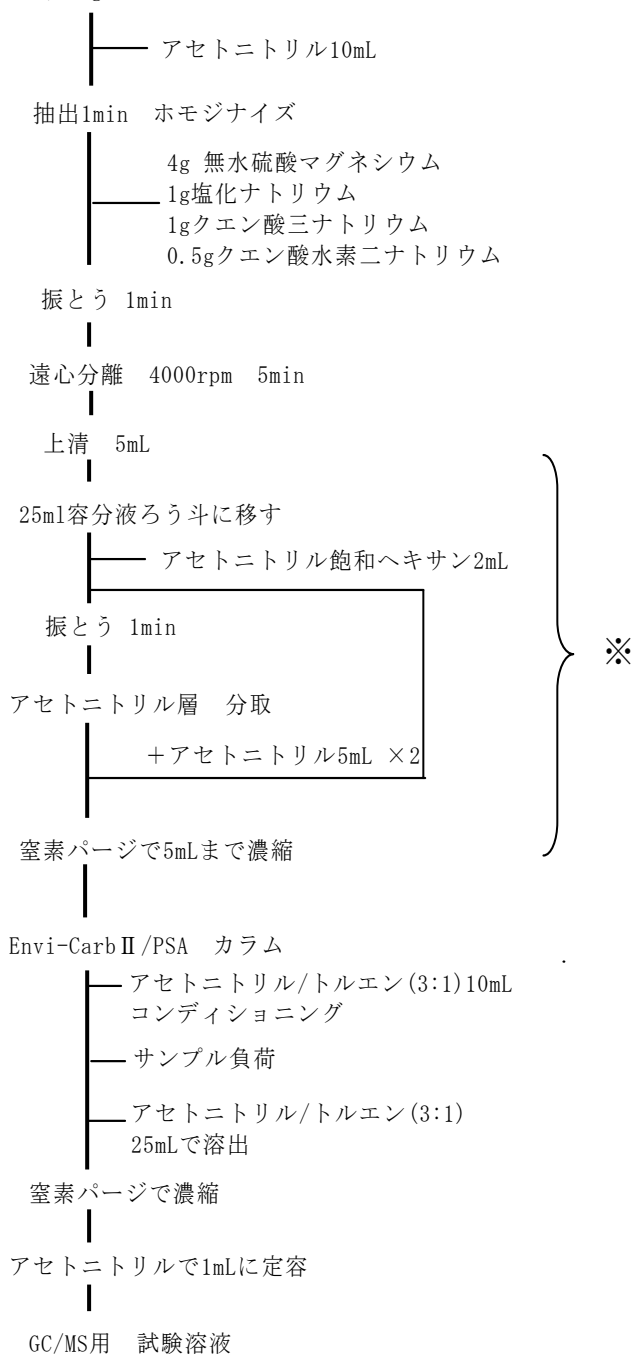 アセトニトリル10mL
抽出1min　ホモジナイズ
4g 無水硫酸マグネシウム
1g塩化ナトリウム
1gクエン酸三ナトリウム
0.5gクエン酸水素二ナトリウム
振とう 1min
遠心分離　4000rpm　5min
上清　5mL
25ml容分液ろう斗に移す
アセトニトリル飽和ヘキサン2mL
振とう 1min
※
アセトニトリル層　分取
＋アセトニトリル5mL ×2
窒素パージで5mLまで濃縮
Envi-CarbⅡ/PSA　カラム
アセトニトリル/トルエン(3:1)10mL
コンディショニング
サンプル負荷
アセトニトリル/トルエン(3:1)
25mLで溶出
窒素パージで濃縮
アセトニトリルで1mLに定容
GC/MS用　試験溶液